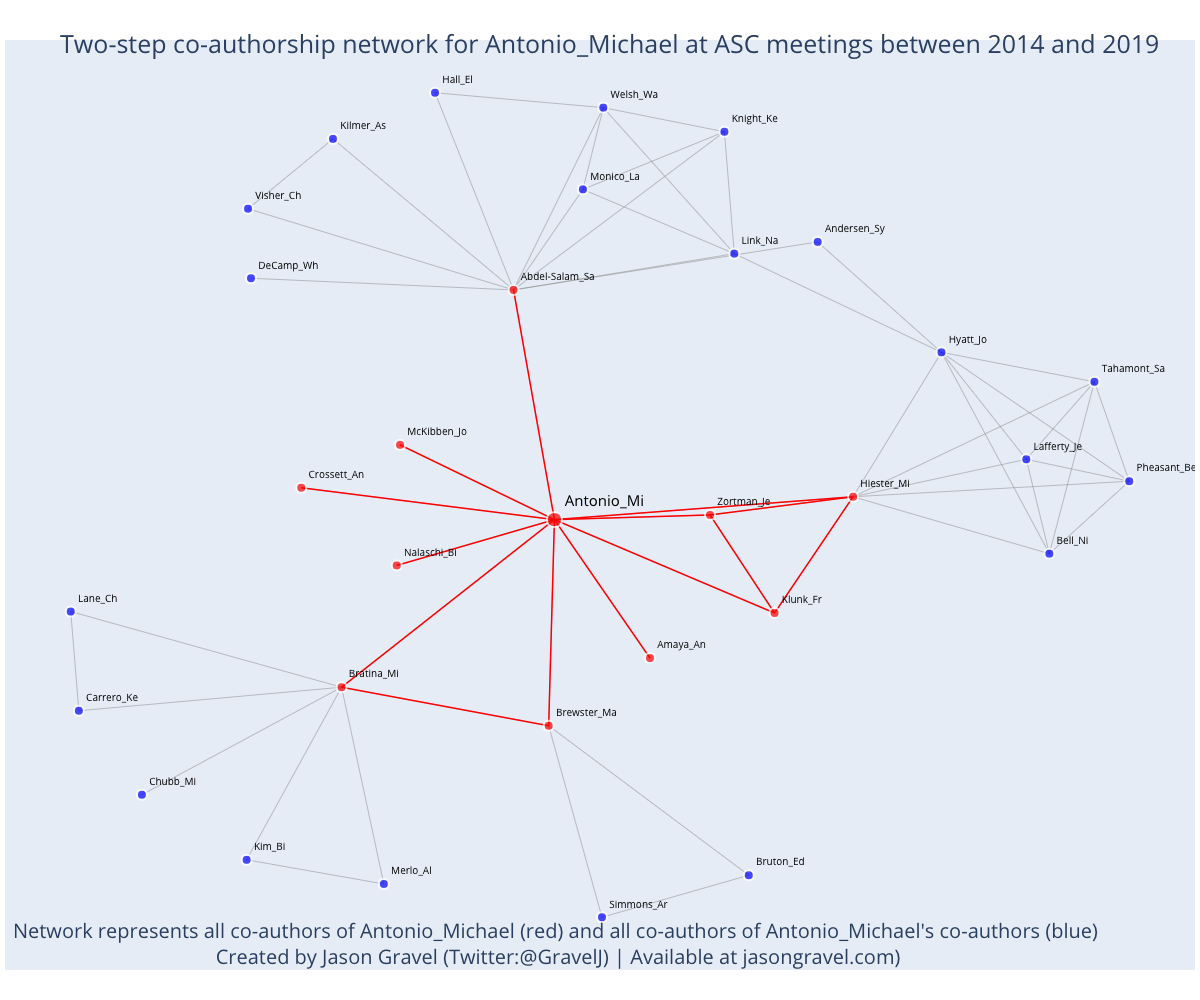 Two-step co-authorship network for Antonio_Michael at ASC meetings between 2014 and 2019
Hall_El
Welsh_Wa
Knight_Ke
Kilmer_As
Monico_La
Visher_Ch
Andersen_Sy
Link_Na
DeCamp_Wh
Abdel-Salam_Sa
Hyatt_Jo
Tahamont_Sa
McKibben_Jo
Lafferty_Je
Crossett_An
Pheasant_Be
Hiester_Mi
Antonio_Mi
Zortman_Je
Bell_Ni
Nalaschi_Bi
Lane_Ch
Klunk_Fr
Amaya_An
Bratina_Mi
Carrero_Ke
Brewster_Ma
Chubb_Mi
Kim_Bi
Bruton_Ed
Merlo_Al
Simmons_Ar
Network represents all co-authors of Antonio_Michael (red) and all co-authors of Antonio_Michael's co-authors (blue)
Created by Jason Gravel (Twitter:@GravelJ) | Available at jasongravel.com)